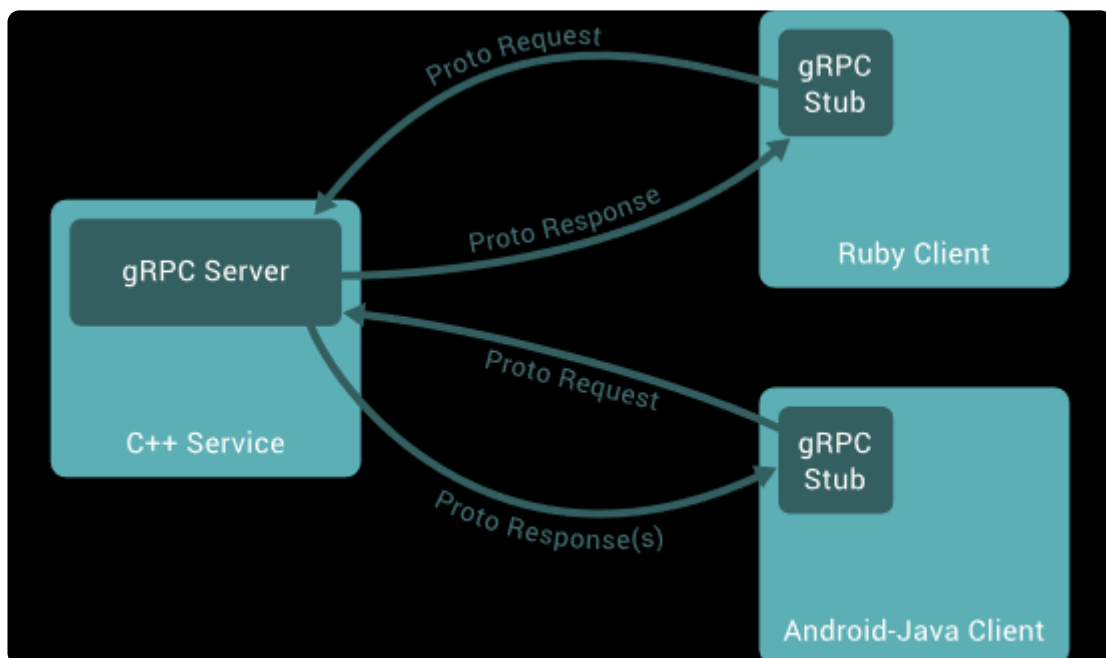 Proto Request
gRPC
Stub
Proto Response
Ruby Client
gRPC Server
C++ Service
Proto Request
gRPC
Stub
Proto Response(s)
Android-Java Client